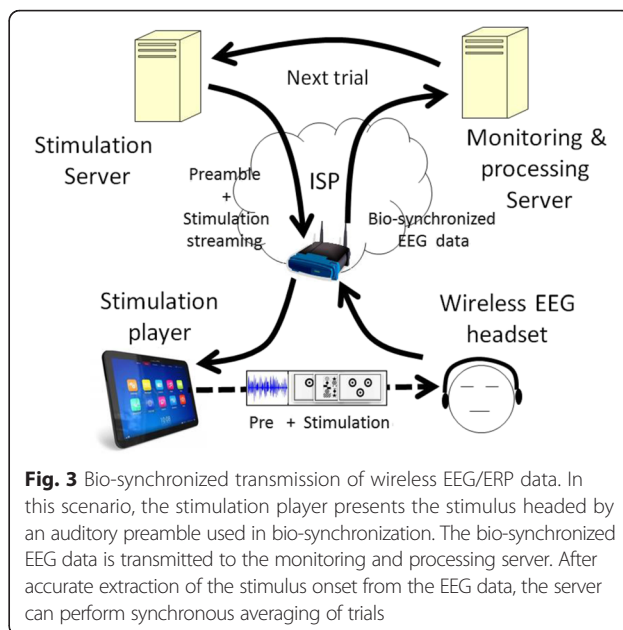 Next trial
Stimulation
Server
Monitoring &
processing
Server
ISP
Preamble
+
Stimulation
streaming
Bio-synchronized
EEG data
Stimulation
player
Wireless EEG
headset
Pre + Stimulation
Fig. 3 Bio-synchronized transmission of wireless EEG/ERP data. In
this scenario, the stimulation player presents the stimulus headed by
an auditory preamble used in bio-synchronization. The bio-synchronized
EEG data is transmitted to the monitoring and processing server. After
accurate extraction of the stimulus onset from the EEG data, the server
can perform synchronous averaging of trials